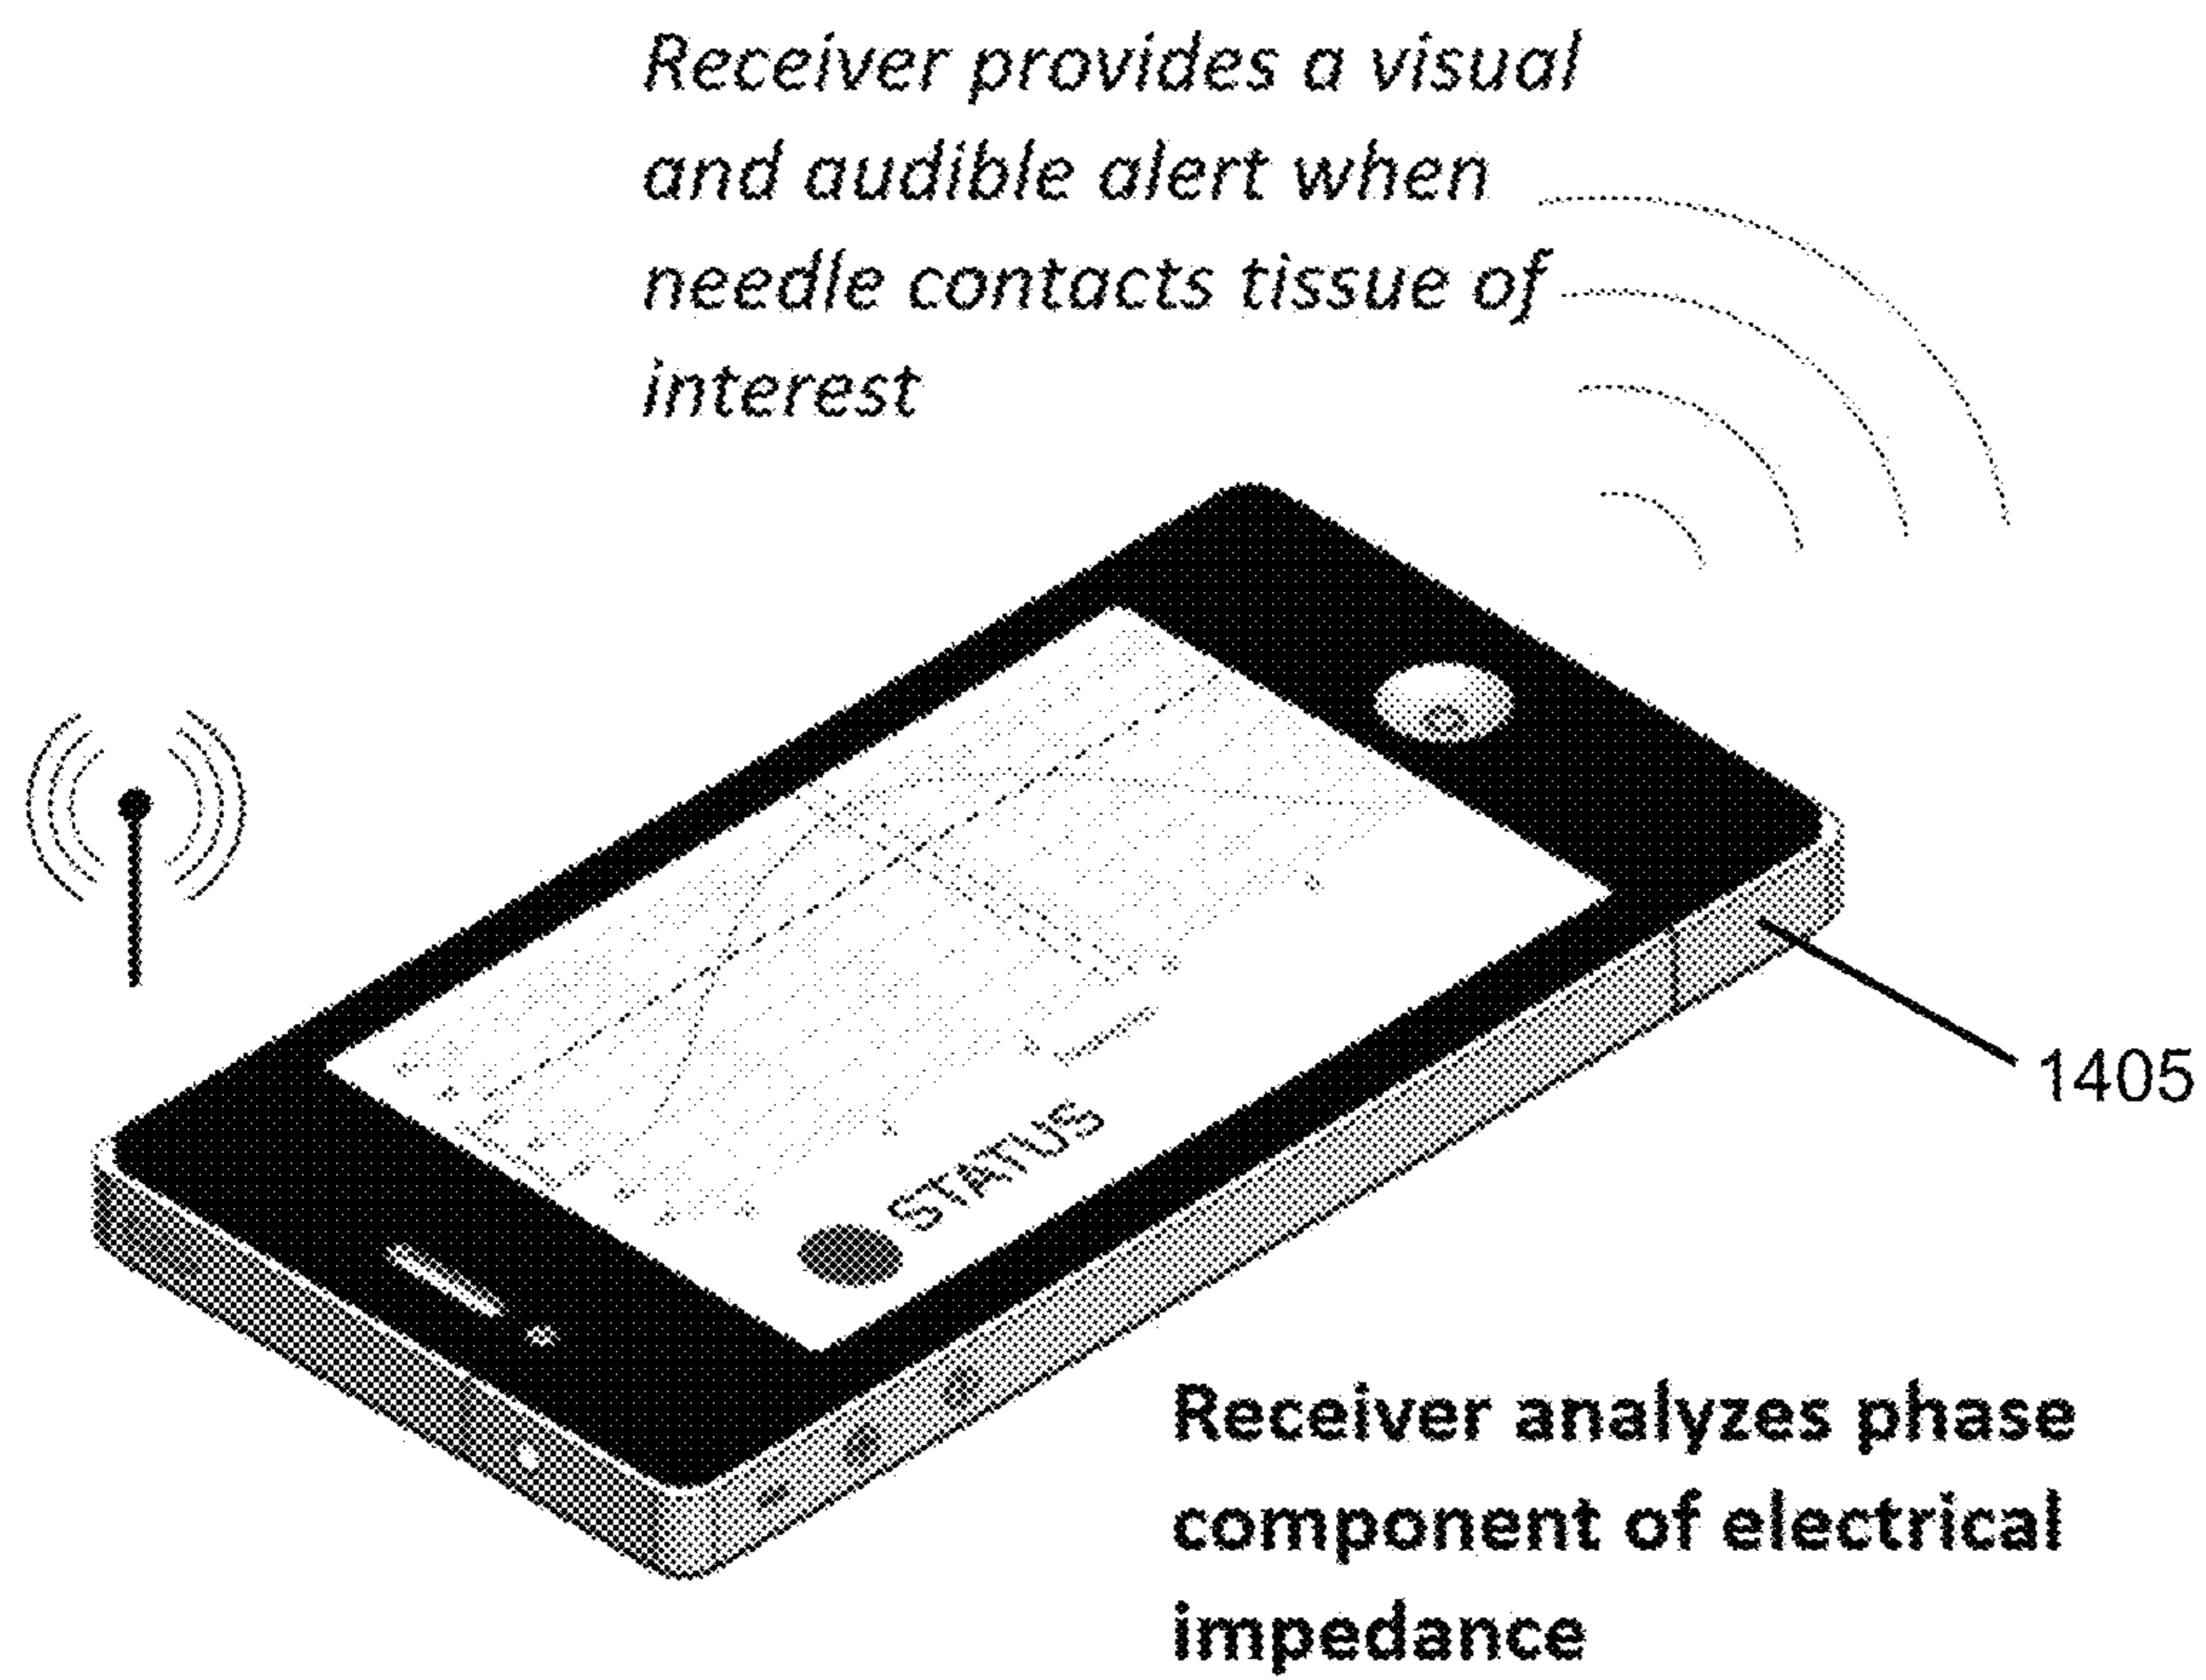 Receiver provides a visual
and audible alert when
needle contacts tissue of
interest
1405
STATUS
Receiver analyzes phase
component of electrical
impedance